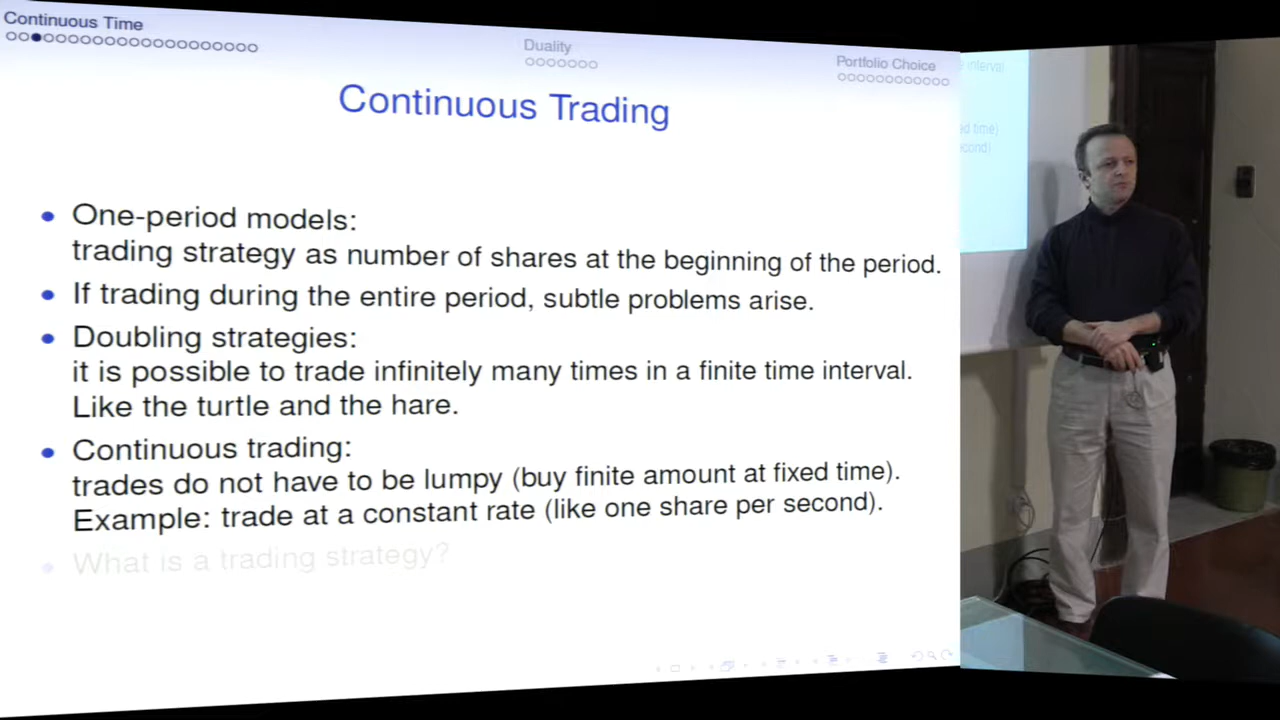 Continuous Time
Duality
Portfolio Choice
Continuous Trading
One-period models:
trading strategy as number of shares at the beginning of the period.
If trading during the entire period, subtle problems arise.
Doubling strategies:
it is possible to trade infinitely many times in a finite time interval.
Like the turtle and the hare.
Continuous trading:
trades do not have to be lumpy (buy finite amount at fixed time).
Example: trade at a constant rate (like one share per second).
What is a trading strategy?
interval
ed time)
econd)